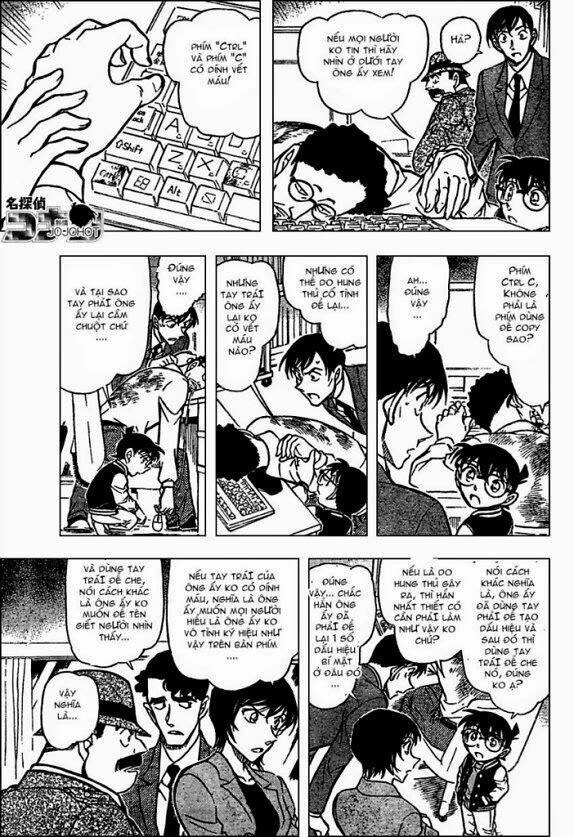 HẢ?
NẾU MỌI NGƯỜI
KO TIN THÌ HÃY
NHÌN Ở DƯỚI TAY
ÔNG ẤY XEM!
PHÍM "CTRL"
VÀ PHÍM "C"
CÓ DÍNH VẾT
MÁU!
A
Shift
C
Alt
名探偵
コナン
JO-JCHOT
PHÍM
CTRL C,
KHÔNG
PHẢI LÀ
PHÍM DÙNG
ĐỂ COPY
SAO?
AH...
ĐÚNG
VẬY ....
NHƯNG CÓ
THỂ DO HUNG
THỦ CỐ TÌNH
ĐỂ LẠI...
NHƯNG
TAY TRÁI
ÔNG ẤY
LẠI KO
CÓ VẾT
MÁU
NÀO?
ĐÚNG
VẬY
....
VÀ TẠI SAO
TAY PHẢI ÔNG
ẤY LẠI CẦM
CHUỘT CHỨ
....
NÓI CÁCH
KHÁC NGHĨA
LÀ, ÔNG ẤY
ĐÃ DÙNG TAY
PHẢI ĐỂ TẠO
DẤU HIỆU VÀ
SAU ĐÓ THÌ
DÙNG TAY
TRÁI ĐỂ CHE
NÓ, ĐÚNG
KO Ạ?
NẾU LÀ DO
HUNG THỦ GÂY
RA, THÌ HẮN
NHẤT THIẾT CÓ
CẦN PHẢI LÀM
NHƯ VẬY KO
CHỨ?
ĐÚNG
VẬY... CHẮC
HẲN ÔNG
ẤY ĐÃ
PHẢI ĐỂ
LẠI 1 SỐ
DẤU HIỆU
BÍ MẬT
Ở ĐÂU ĐÓ
....
NẾU TAY TRÁI CỦA
ÔNG ẤY KO CÓ DÍNH
MÁU, NGHĨA LÀ ÔNG
ẤY MUỐN MỌI NGƯỜI
HIỂU LÀ ÔNG ẤY KO
VÔ TÌNH KÝ HIỆU NHƯ
VẬY TRÊN BÀN PHÍM
....
VÀ DÙNG TAY
TRÁI ĐỂ CHE,
NÓI CÁCH KHÁC
LÀ ÔNG ẤY KO
MUỐN ĐỂ TÊN
GIẾT NGƯỜI NHÌN
THẤY...
VẬY
NGHĨA
LÀ...